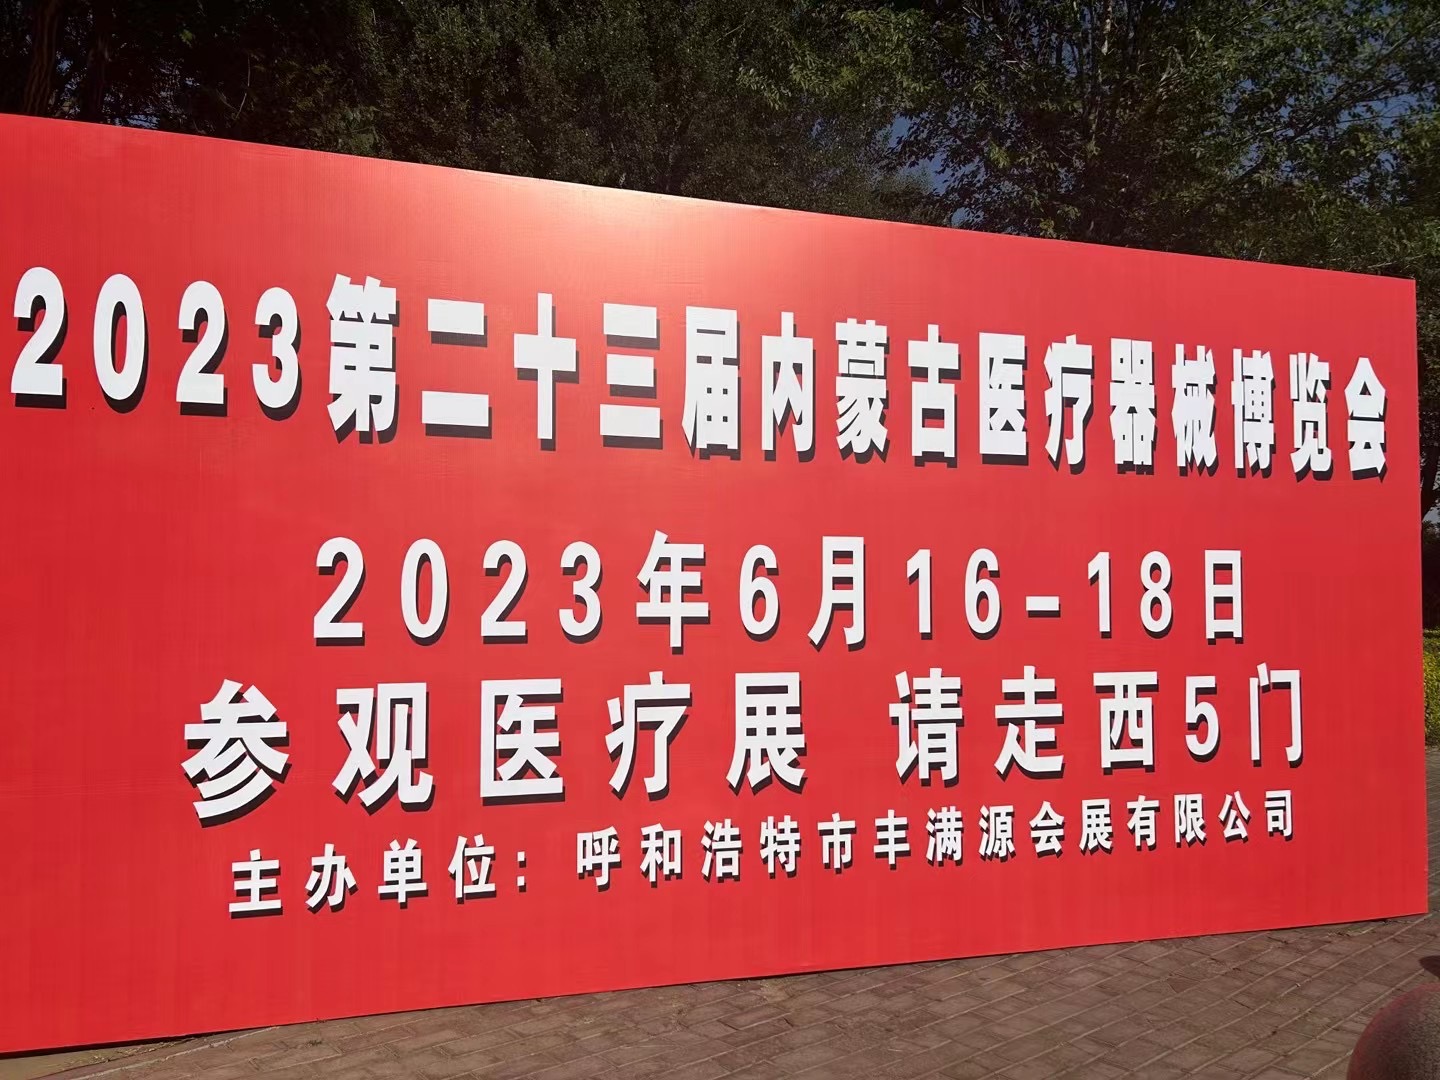 2023第二十三届内蒙古医疗器械博览会
2023年6月16-18日
参观医疗展 请走西5门
主办单位：呼和浩特市丰满源会展有限公司